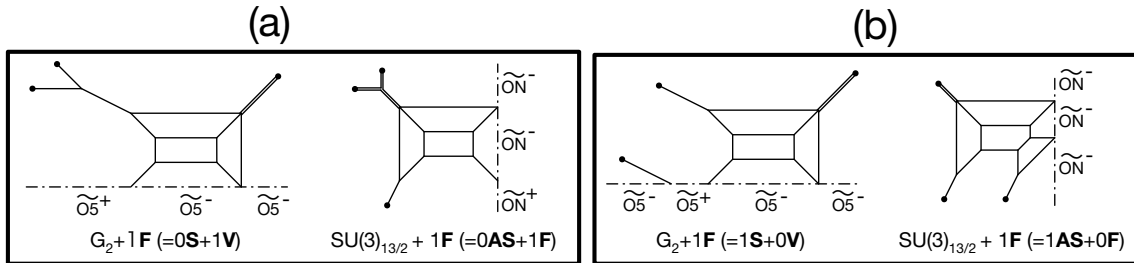 (a)
(b)
Õ5⁺ Õ5⁻ Õ5⁻
G₂+1F (=0S+1V)
ÕN⁻
ÕN⁻
ÕN⁺
SU(3)₁₃/₂ + 1F (=0AS+1F)
Õ5⁻ Õ5⁺ Õ5⁻ Õ5⁻
G₂+1F (=1S+0V)
ÕN⁻
ÕN⁻
ÕN⁻
SU(3)₁₃/₂ + 1F (=1AS+0F)